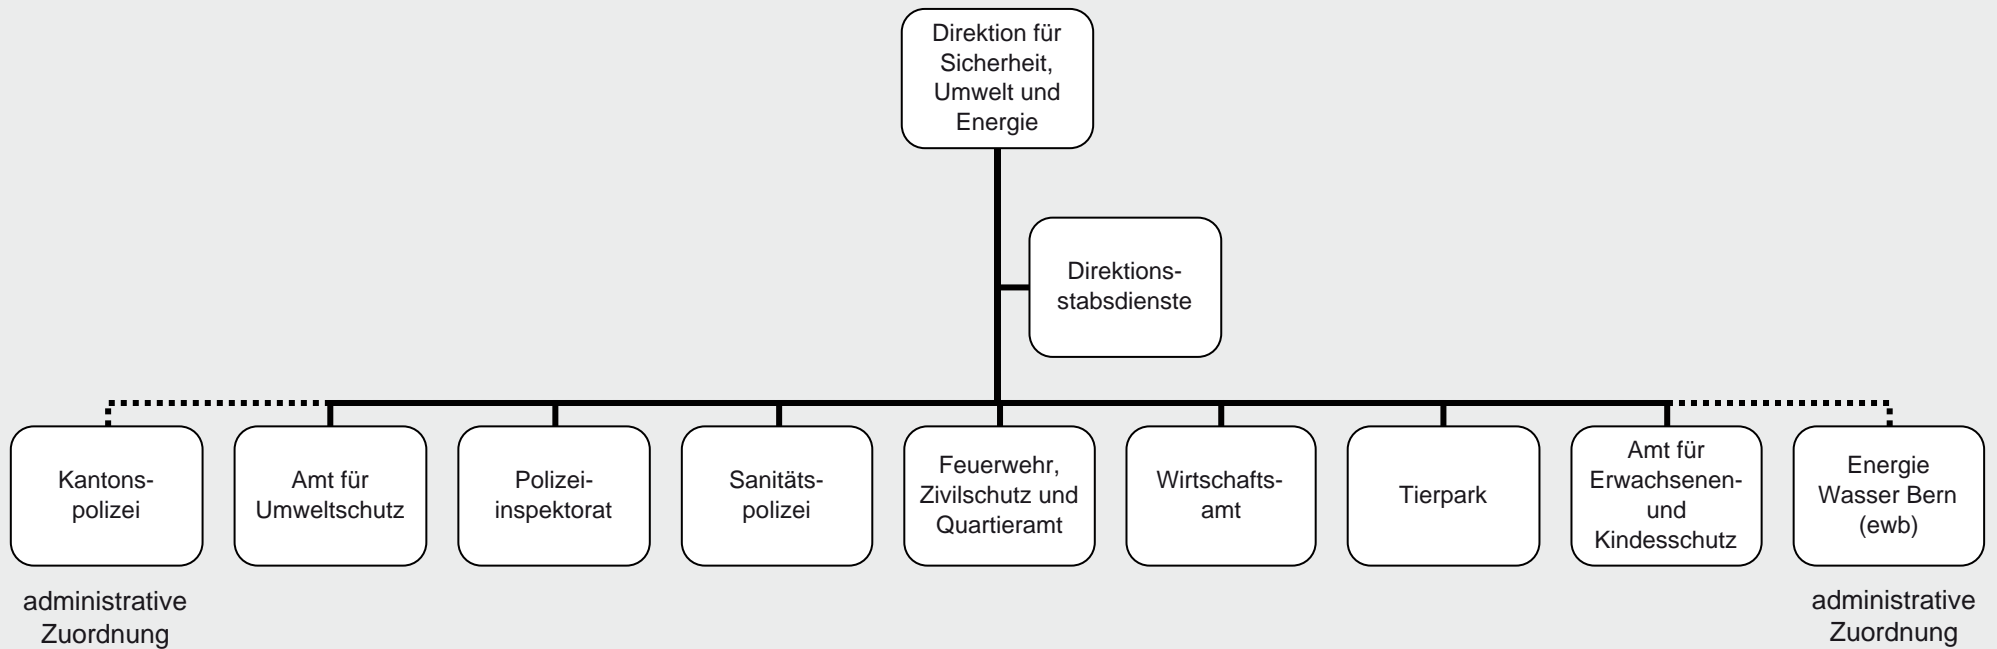 Direktion für
Sicherheit,
Umwelt und
Energie
Direktions-
stabsdienste
Kantons-
polizei
Amt für
Umweltschutz
Polizei-
inspektorat
Sanitäts-
polizei
Feuerwehr,
Zivilschutz und
Quartieramt
Wirtschafts-
amt
Tierpark
Amt für
Erwachsenen-
und
Kindesschutz
Energie
Wasser Bern
(ewb)
administrative
Zuordnung
administrative
Zuordnung